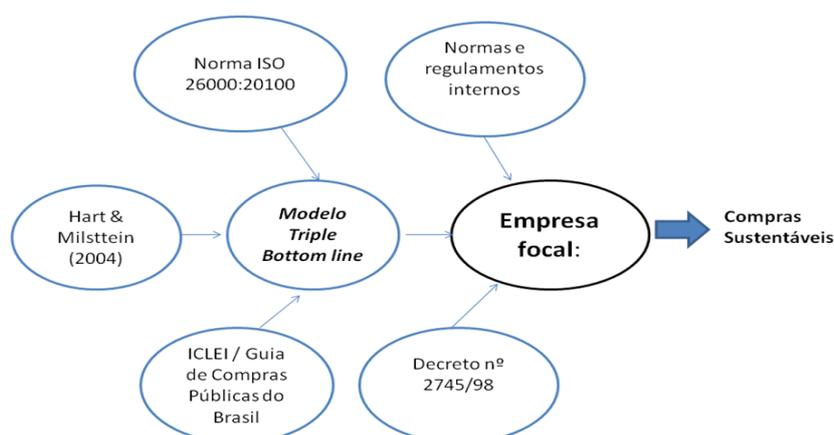 Norma ISO
26000:20100
Normas e
regulamentos
internos
Hart &
Milsttein
(2004)
Modelo
Triple
Bottom line
Empresa
focal:
Compras
Sustentáveis
ICLEI / Guia
de Compras
Públicas do
Brasil
Decreto nº
2745/98